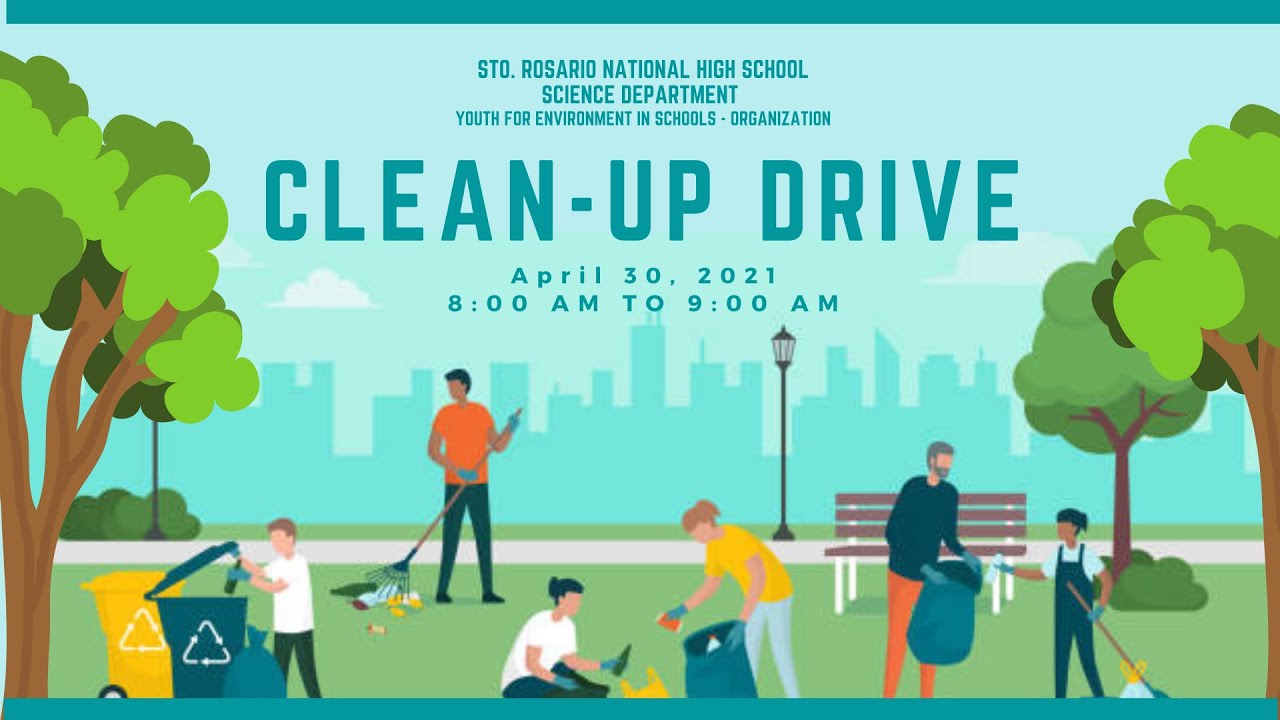 STO. ROSARIO NATIONAL HIGH SCHOOL
SCIENCE DEPARTMENT
YOUTH FOR ENVIRONMENT IN SCHOOLS - ORGANIZATION
CLEAN-UP DRIVE
April 30, 2021
8:00 AM TO 9:00 AM